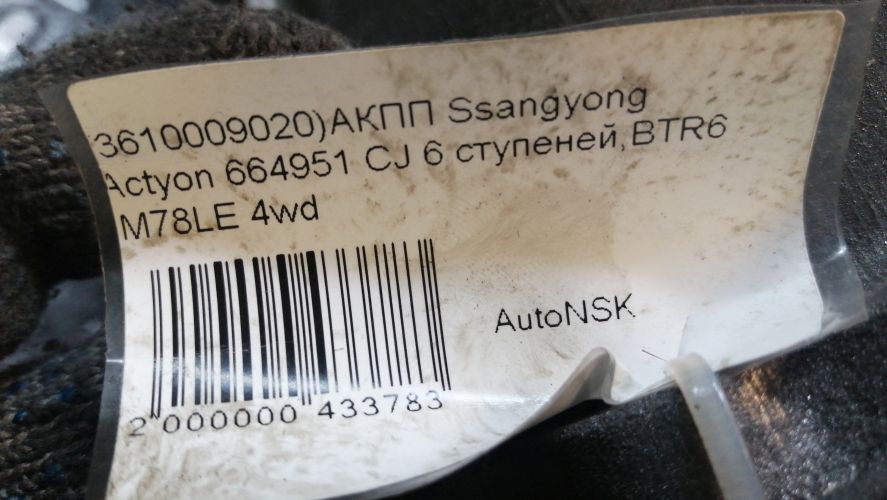 (3610009020)АКПП Ssangyong
Actyon 664951 CJ 6 ступеней,BTR6
M78LE 4wd
AutoNSK
2 000000 433783